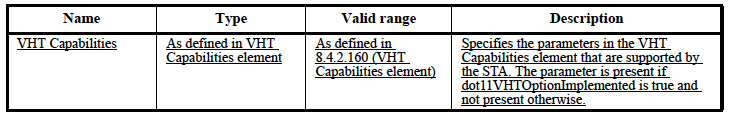 Name Type Valid range Description
VHT Capabilities
As defined in VHT
Capabilities element
As defined in
8.4.2.160 (VHT
Capabilities element)
Specifies the parameters in the VHT
Capabilities element that are supported by
the STA. The parameter is present if
dot11VHTOptionImplemented is true and
not present otherwise.